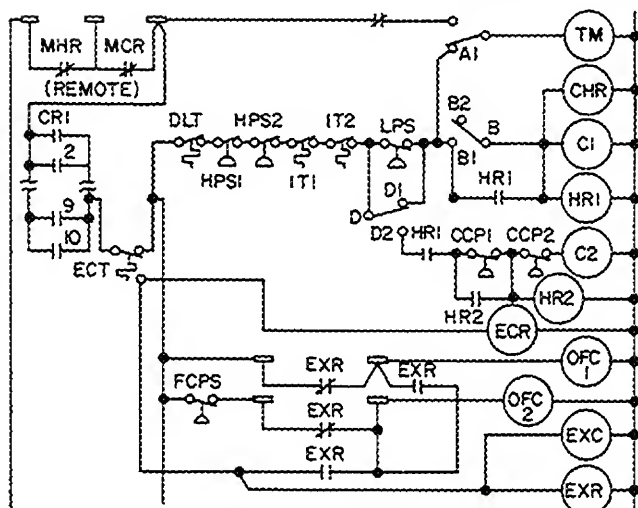 MHR MCR
(REMOTE)
A1
TM
CR1
2
9
10
ECT
DLT
HPS1
HPS2
IT1
IT2
LPS
D
D1
D2
B2
B
B1
HR1
CHR
C1
HR1
HR1
CCP1
CCP2
C2
HR2
HR2
ECR
FCPS
EXR
EXR
EXR
EXR
OFC
1
OFC
2
EXC
EXR